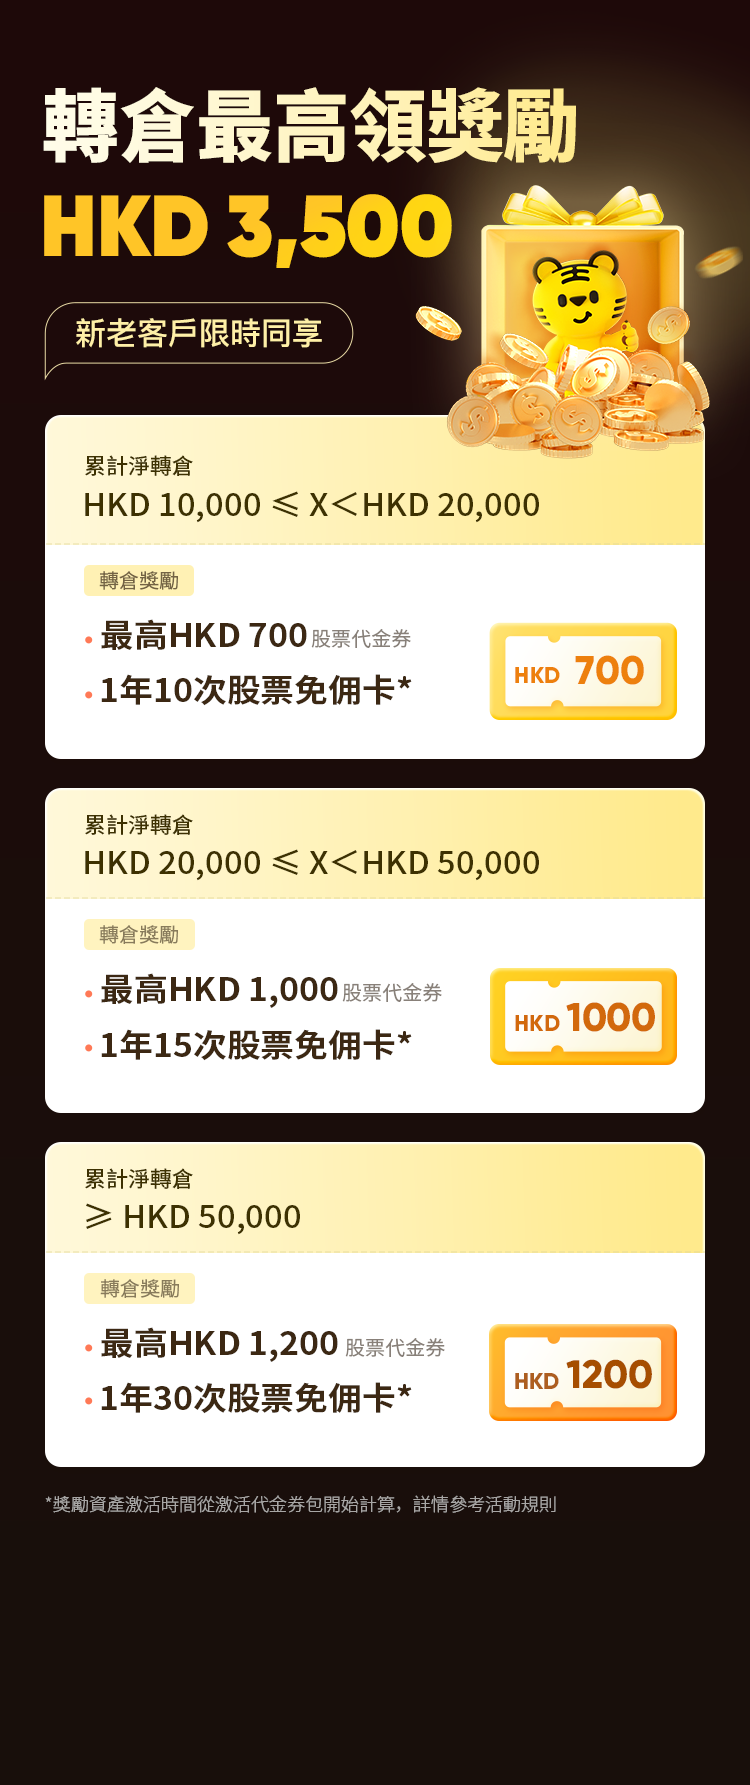 轉倉最高領獎勵
HKD 3,500
新老客戶限時同享
累計淨轉倉
HKD 10,000 ≤ X<HKD 20,000
轉倉獎勵
• 最高HKD 700 股票代金券
• 1年10次股票免佣卡*
HKD 700
累計淨轉倉
HKD 20,000 ≤ X<HKD 50,000
轉倉獎勵
• 最高HKD 1,000 股票代金券
• 1年15次股票免佣卡*
HKD 1000
累計淨轉倉
≥ HKD 50,000
轉倉獎勵
• 最高HKD 1,200 股票代金券
• 1年30次股票免佣卡*
HKD 1200
*獎勵資產激活時間從激活代金券包開始計算，詳情參考活動規則